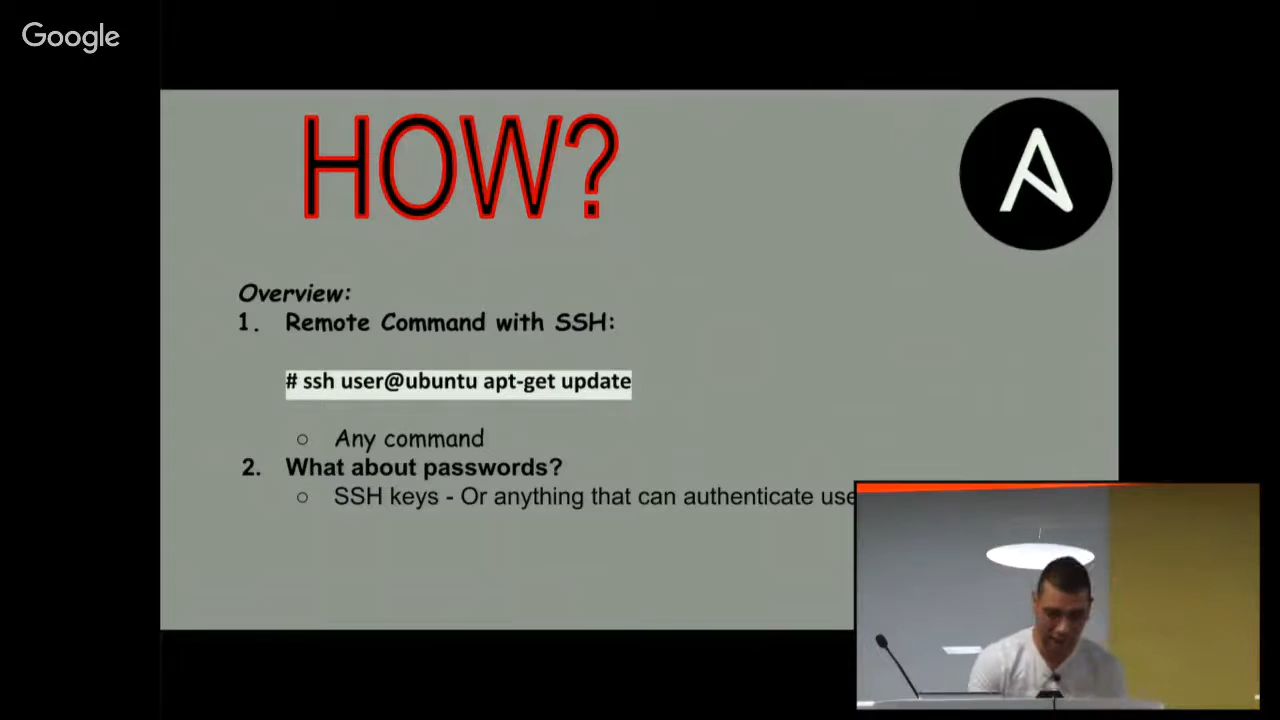 Google
HOW?
Overview:
1. Remote Command with SSH:
# ssh user@ubuntu apt-get update
○ Any command
2. What about passwords?
○ SSH keys - Or anything that can authenticate